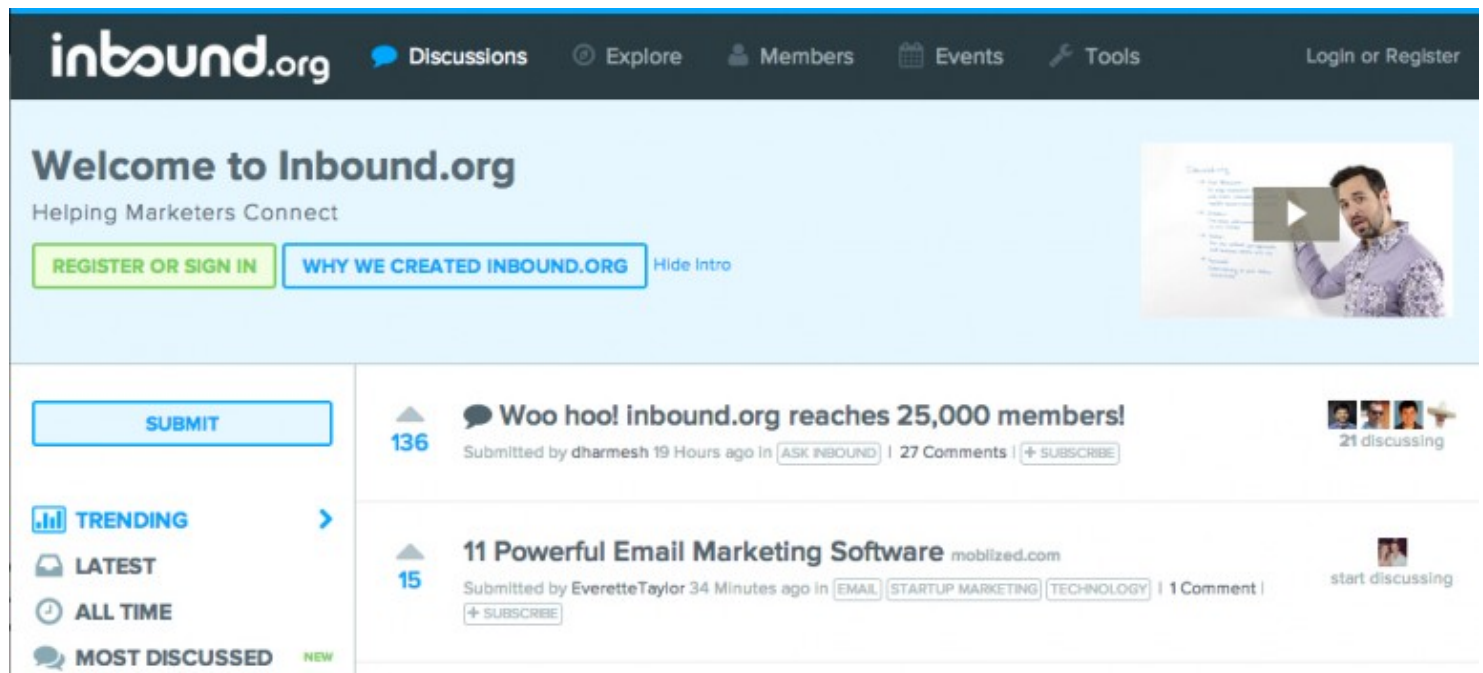 inbound.org Discussions Explore Members Events Tools Login or Register
Welcome to Inbound.org
Helping Marketers Connect
REGISTER OR SIGN IN WHY WE CREATED INBOUND.ORG Hide Intro
SUBMIT
TRENDING
LATEST
ALL TIME
MOST DISCUSSED NEW
136
Woo hoo! inbound.org reaches 25,000 members!
Submitted by dharmesh 19 Hours ago in ASK INBOUND | 27 Comments | + SUBSCRIBE
21 discussing
15
11 Powerful Email Marketing Software moblized.com
Submitted by EveretteTaylor 34 Minutes ago in EMAIL STARTUP MARKETING TECHNOLOGY | 1 Comment |
+ SUBSCRIBE
start discussing